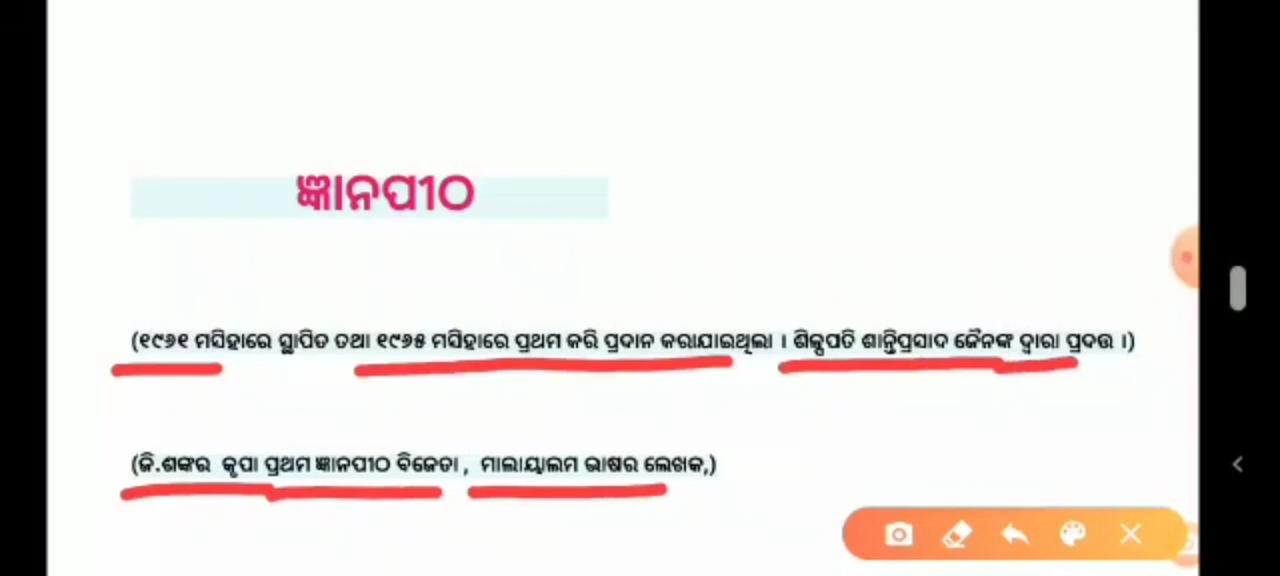 ଜ୍ଞାନପୀଠ
(୧୯୬୧ ମସିହାରେ ସ୍ଥାପିତ ତଥା ୧୯୬୫ ମସିହାରେ ପ୍ରଥମ କରି ପ୍ରଦାନ କରାଯାଇଥିଲା । ଶିଳ୍ପପତି ଶାନ୍ତିପ୍ରସାଦ ଜୈନଙ୍କ ଦ୍ୱାରା ପ୍ରଦତ୍ତ ।)
(ଜି.ଶଙ୍କର କୃପା ପ୍ରଥମ ଜ୍ଞାନପୀଠ ବିଜେତା , ମାଲାୟାଲମ ଭାଷର ଲେଖକ,)